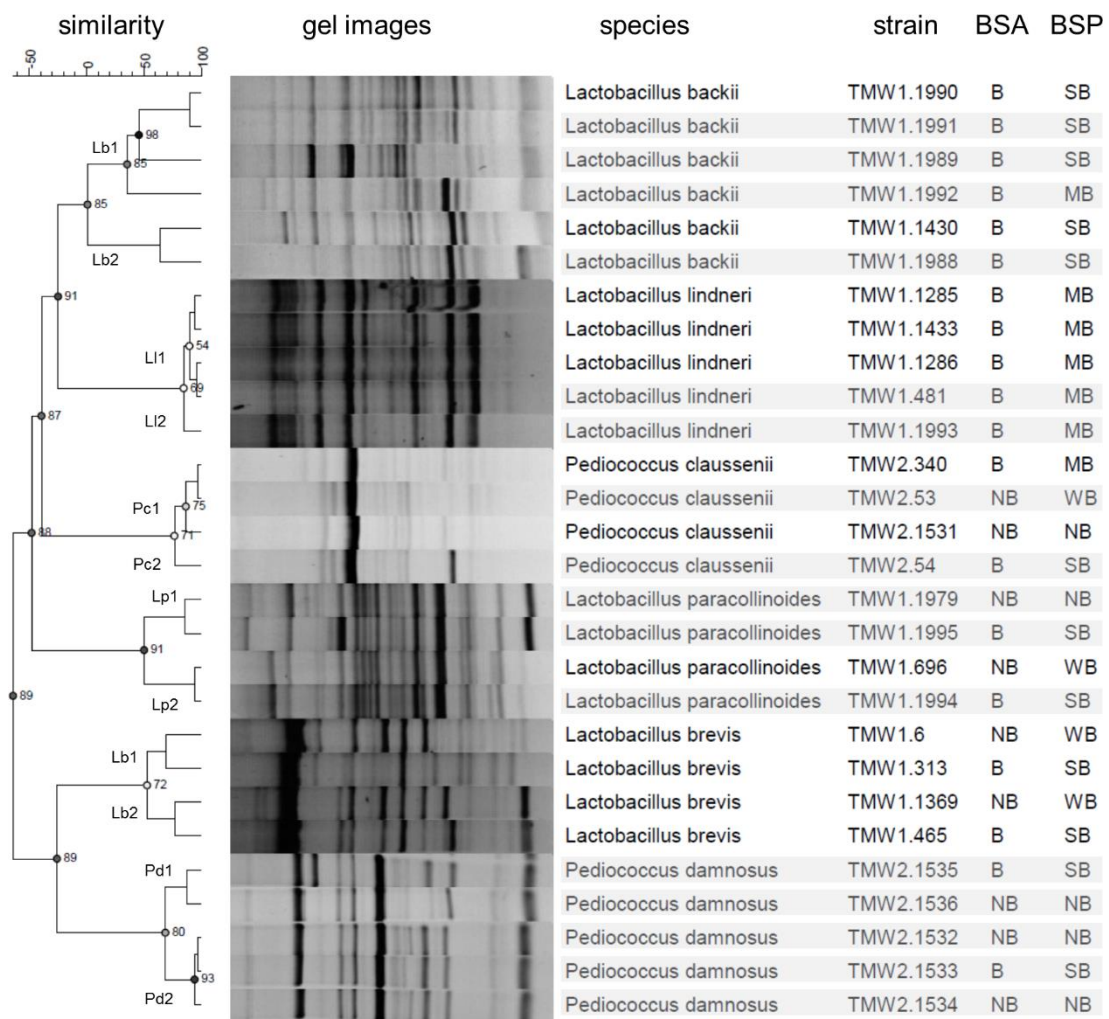 similarity gel images species strain BSA BSP
-50 0 50 100
Lactobacillus backii TMW1.1990 B SB
98
Lactobacillus backii TMW1.1991 B SB
Lb1
85
Lactobacillus backii TMW1.1989 B SB
Lactobacillus backii TMW1.1992 B MB
85
Lactobacillus backii TMW1.1430 B SB
Lb2
Lactobacillus backii TMW1.1988 B SB
91
Lactobacillus lindneri TMW1.1285 B MB
Lactobacillus lindneri TMW1.1433 B MB
54
Ll1
Lactobacillus lindneri TMW1.1286 B MB
69
Lactobacillus lindneri TMW1.481 B MB
87
Ll2
Lactobacillus lindneri TMW1.1993 B MB
Pediococcus claussenii TMW2.340 B MB
Pc1
75
Pediococcus claussenii TMW2.53 NB WB
88
71
Pediococcus claussenii TMW2.1531 NB NB
Pc2
Pediococcus claussenii TMW2.54 B SB
Lp1
Lactobacillus paracollinoides TMW1.1979 NB NB
Lactobacillus paracollinoides TMW1.1995 B SB
91
Lactobacillus paracollinoides TMW1.696 NB WB
89
Lp2
Lactobacillus paracollinoides TMW1.1994 B SB
Lb1
Lactobacillus brevis TMW1.6 NB WB
Lactobacillus brevis TMW1.313 B SB
72
Lb2
Lactobacillus brevis TMW1.1369 NB WB
Lactobacillus brevis TMW1.465 B SB
89
Pd1
Pediococcus damnosus TMW2.1535 B SB
Pediococcus damnosus TMW2.1536 NB NB
80
Pediococcus damnosus TMW2.1532 NB NB
93
Pediococcus damnosus TMW2.1533 B SB
Pd2
Pediococcus damnosus TMW2.1534 NB NB